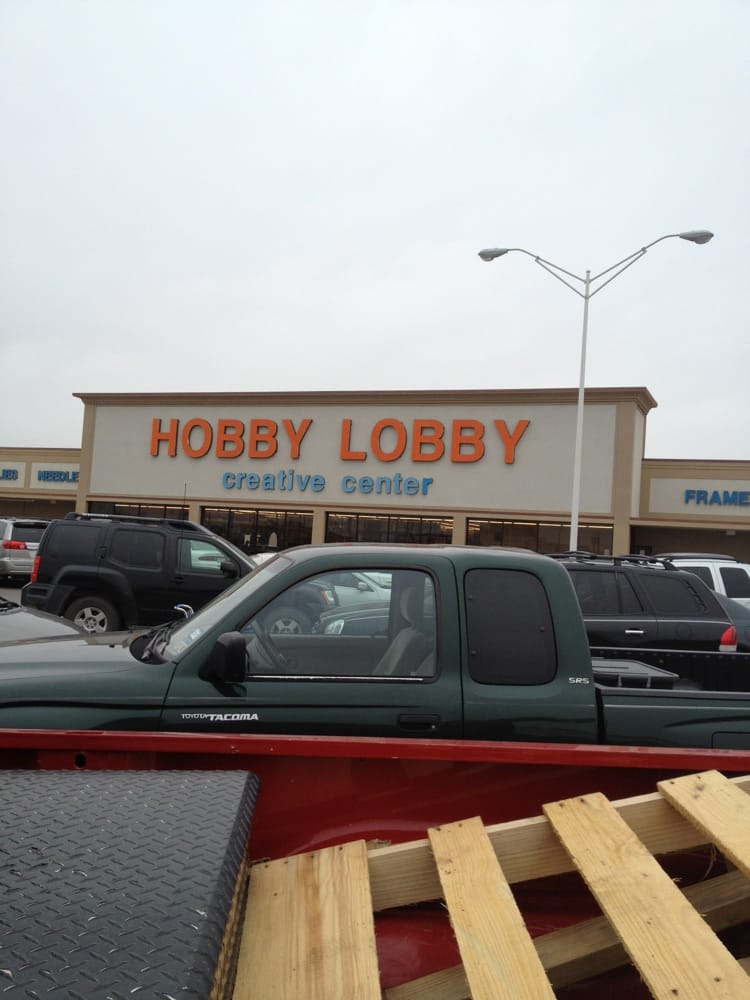 HOBBY LOBBY
creative center
NEEDLE
FRAME
SR5
TOYOTA TACOMA